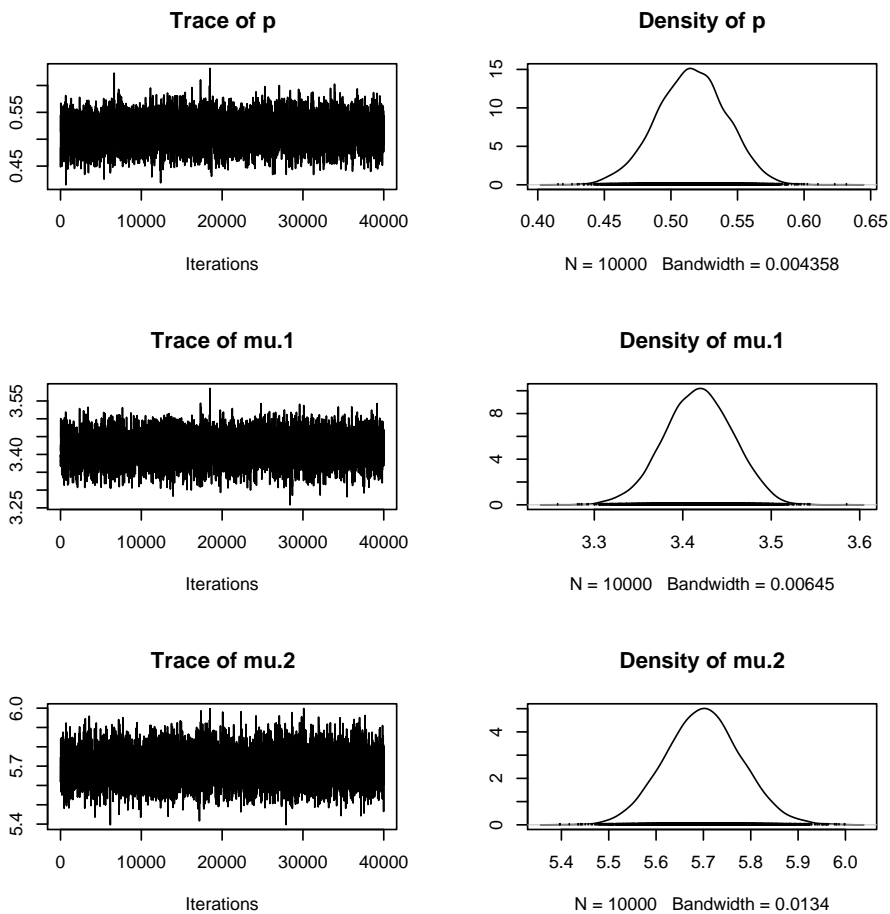 Trace of p
Density of p
0.45 0.55
0 5 10 15
0 10000 20000 30000 40000
0.40 0.45 0.50 0.55 0.60 0.65
Iterations
N = 10000 Bandwidth = 0.004358
Trace of mu.1
Density of mu.1
3.25 3.40 3.55
0 4 8
0 10000 20000 30000 40000
3.3 3.4 3.5 3.6
Iterations
N = 10000 Bandwidth = 0.00645
Trace of mu.2
Density of mu.2
5.4 5.7 6.0
0 2 4
0 10000 20000 30000 40000
5.4 5.5 5.6 5.7 5.8 5.9 6.0
Iterations
N = 10000 Bandwidth = 0.0134